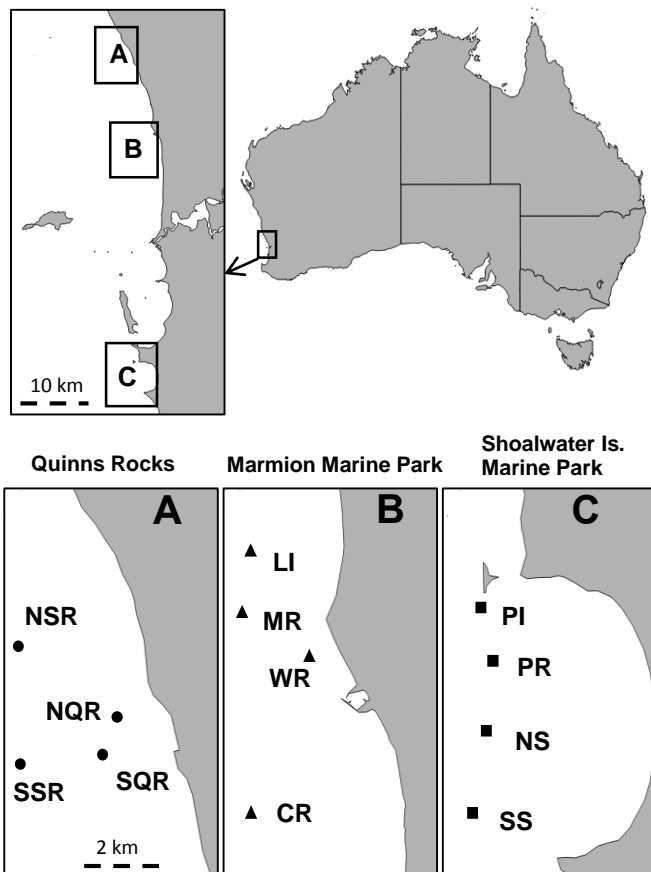 A
B
C
10 km
Quinns Rocks
Marmion Marine Park
Shoalwater Is.
Marine Park
A
NSR
NQR
SSR
SQR
2 km
B
LI
MR
WR
CR
C
PI
PR
NS
SS